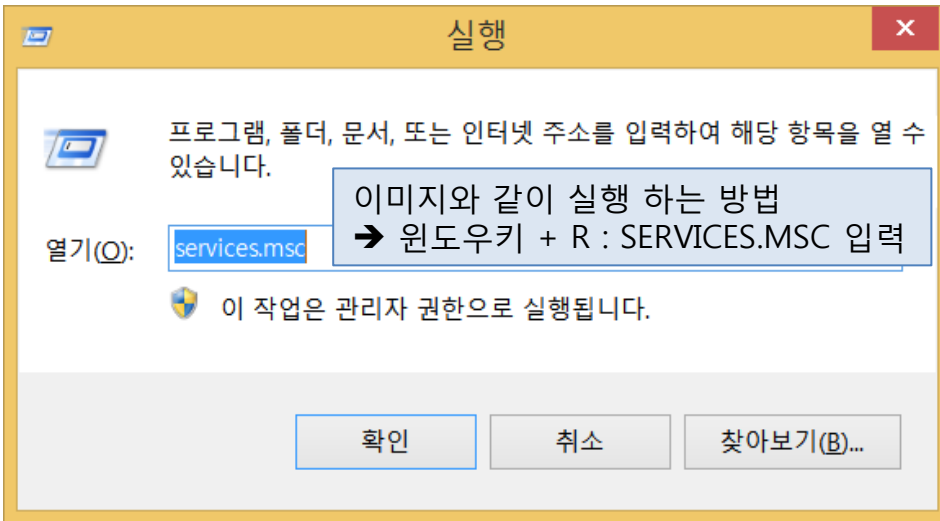 실행
프로그램, 폴더, 문서, 또는 인터넷 주소를 입력하여 해당 항목을 열 수
있습니다.
이미지와 같이 실행 하는 방법
➔ 윈도우키 + R : SERVICES.MSC 입력
열기(O): services.msc
이 작업은 관리자 권한으로 실행됩니다.
확인 취소 찾아보기(B)...